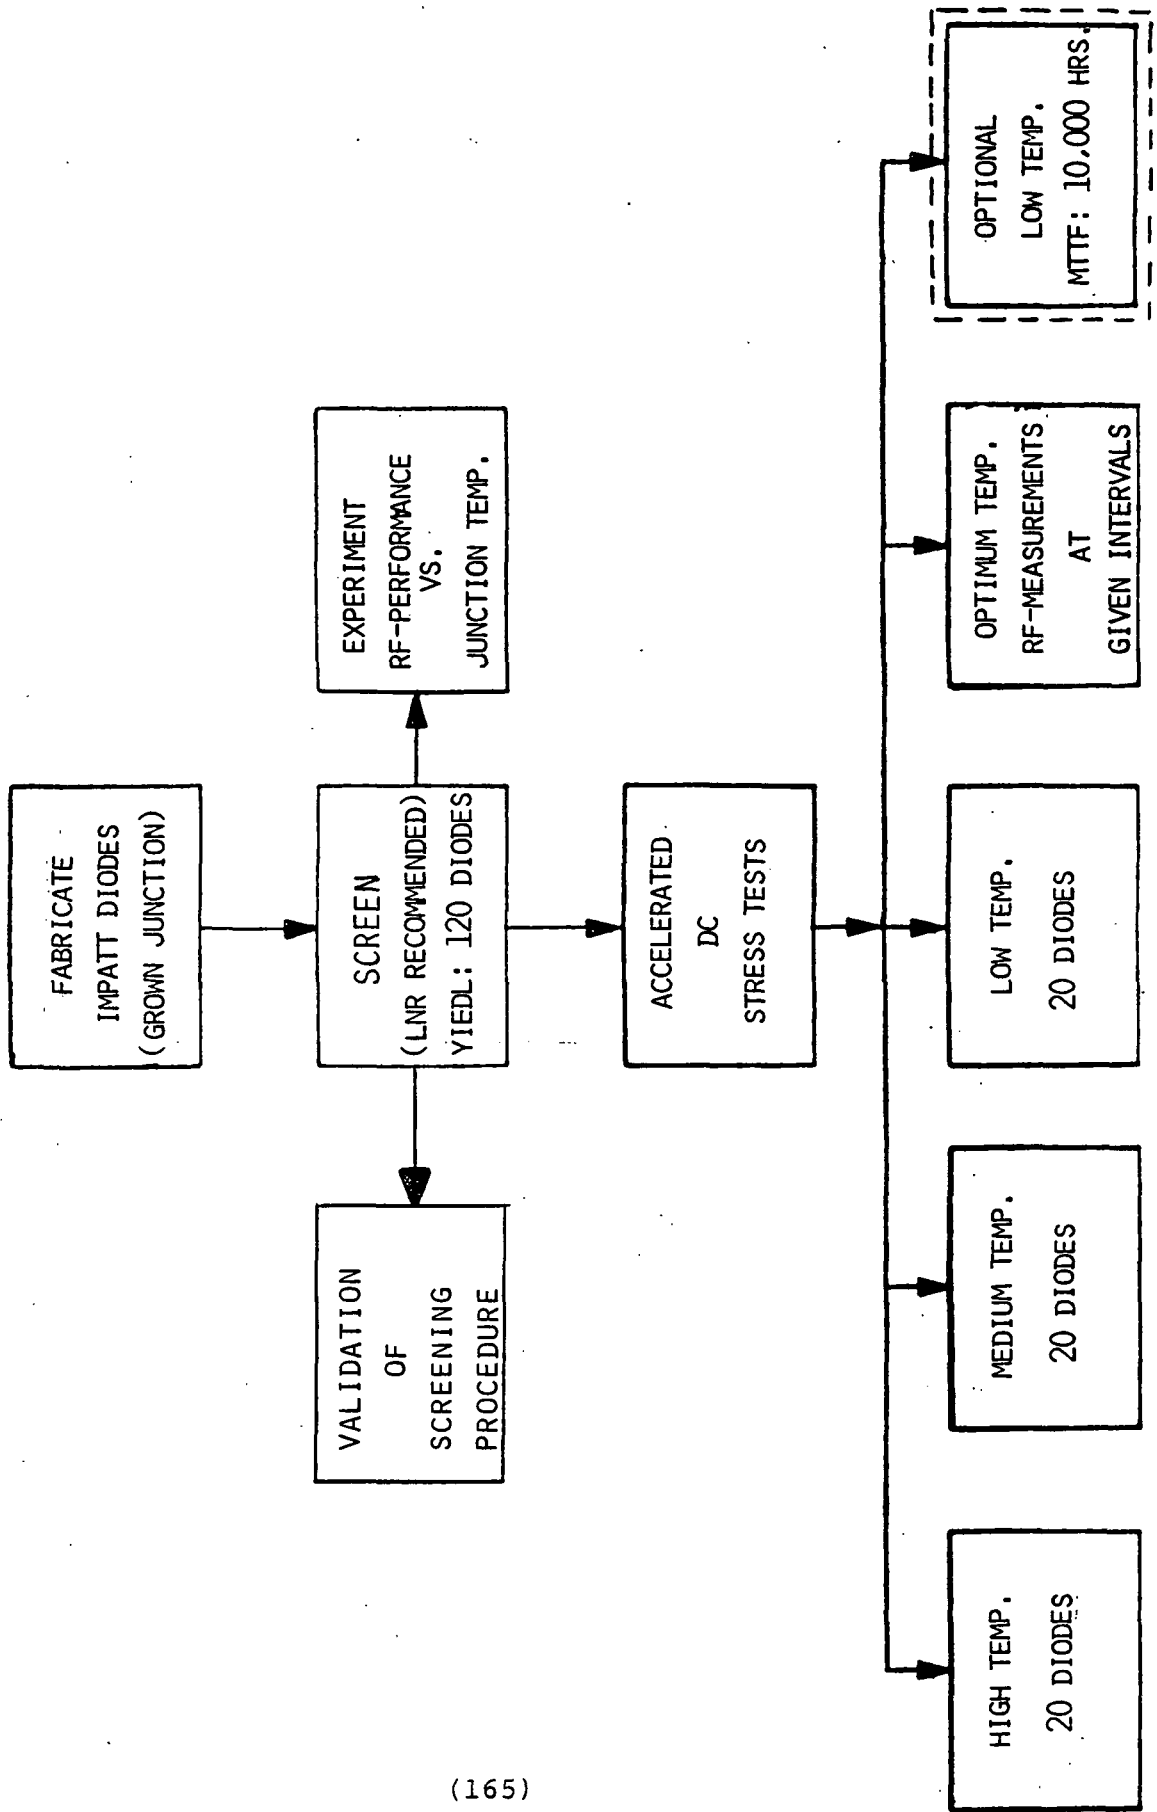 FABRICATE
IMPATT DIODES
(GROWN JUNCTION)
VALIDATION
OF
SCREENING
PROCEDURE
SCREEN
(LNR RECOMMENDED)
YIEDL: 120 DIODES
EXPERIMENT
RF-PERFORMANCE
VS.
JUNCTION TEMP.
ACCELERATED
DC
STRESS TESTS
HIGH TEMP.
20 DIODES
MEDIUM TEMP.
20 DIODES
LOW TEMP.
20 DIODES
OPTIMUM TEMP.
RF-MEASUREMENTS
AT
GIVEN INTERVALS
OPTIONAL
LOW TEMP.
MTTF: 10,000 HRS.
(165)